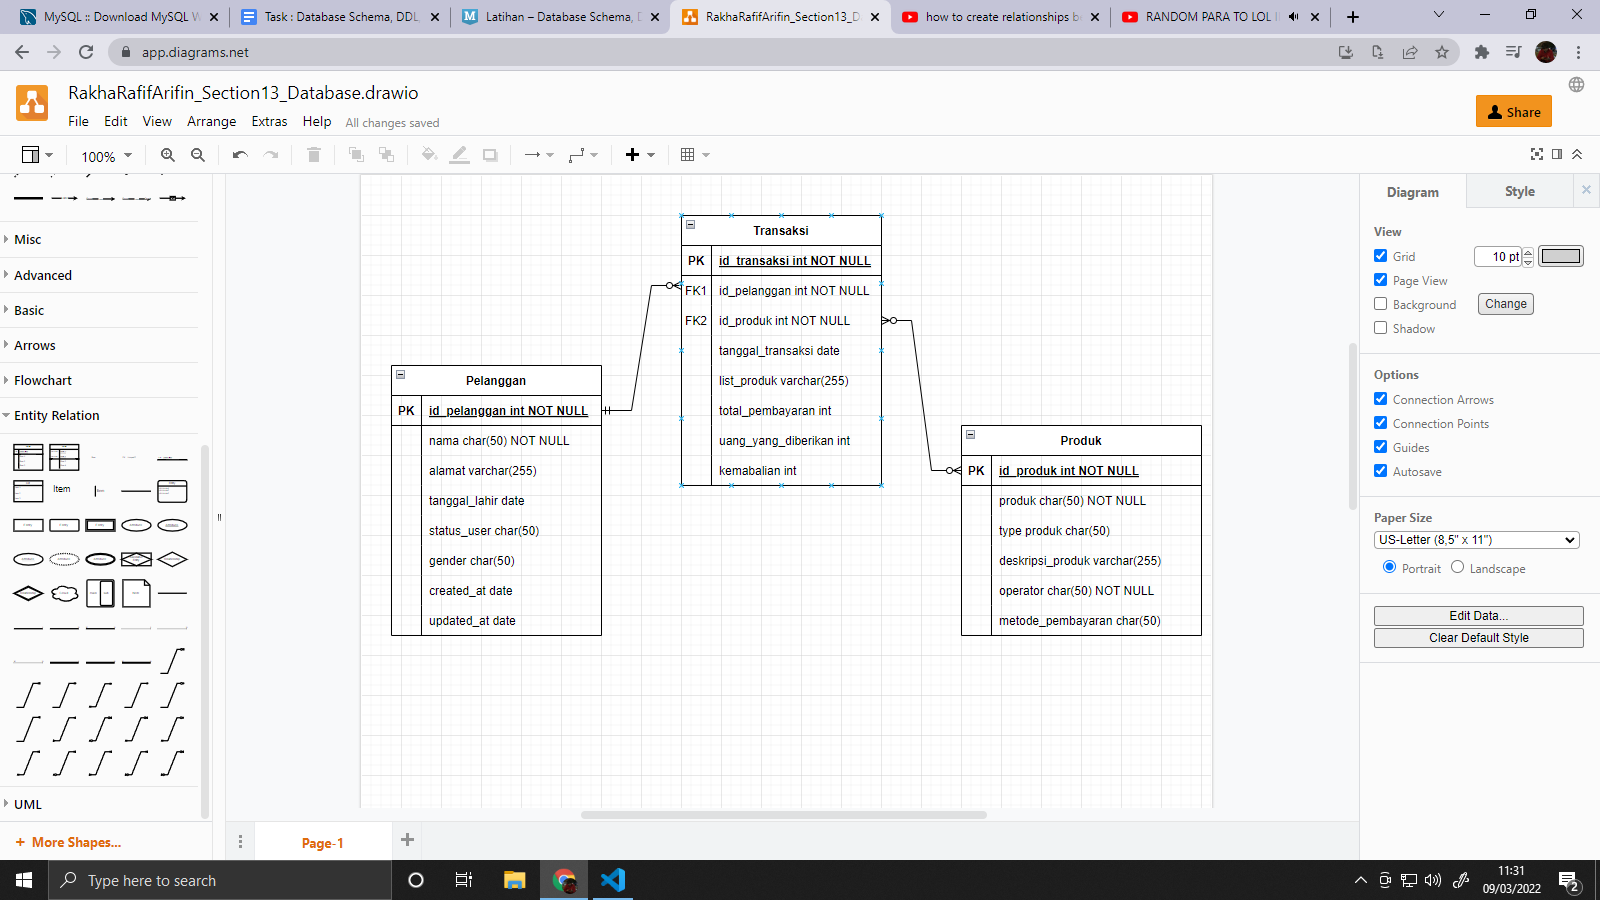 MySQL :: Download MySQL W
Task : Database Schema, DDL,
Latihan – Database Schema, D
RakhaRafifArifin_Section13_D
how to create relationships b
RANDOM PARA TO LOL I
app.diagrams.net
RakhaRafifArifin_Section13_Database.drawio
File Edit View Arrange Extras Help All changes saved
Share
100%
Misc
Advanced
Basic
Arrows
Flowchart
Entity Relation
Item
UML
+ More Shapes...
Transaksi
PK id_transaksi int NOT NULL
FK1 id_pelanggan int NOT NULL
FK2 id_produk int NOT NULL
tanggal_transaksi date
list_produk varchar(255)
total_pembayaran int
uang_yang_diberikan int
kemabalian int
Pelanggan
PK id_pelanggan int NOT NULL
nama char(50) NOT NULL
alamat varchar(255)
tanggal_lahir date
status_user char(50)
gender char(50)
created_at date
updated_at date
Produk
PK id_produk int NOT NULL
produk char(50) NOT NULL
type produk char(50)
deskripsi_produk varchar(255)
operator char(50) NOT NULL
metode_pembayaran char(50)
Diagram Style
View
Grid 10 pt
Page View
Background Change
Shadow
Options
Connection Arrows
Connection Points
Guides
Autosave
Paper Size
US-Letter (8,5" x 11")
Portrait Landscape
Edit Data...
Clear Default Style
Page-1
Type here to search
11:31
09/03/2022
2